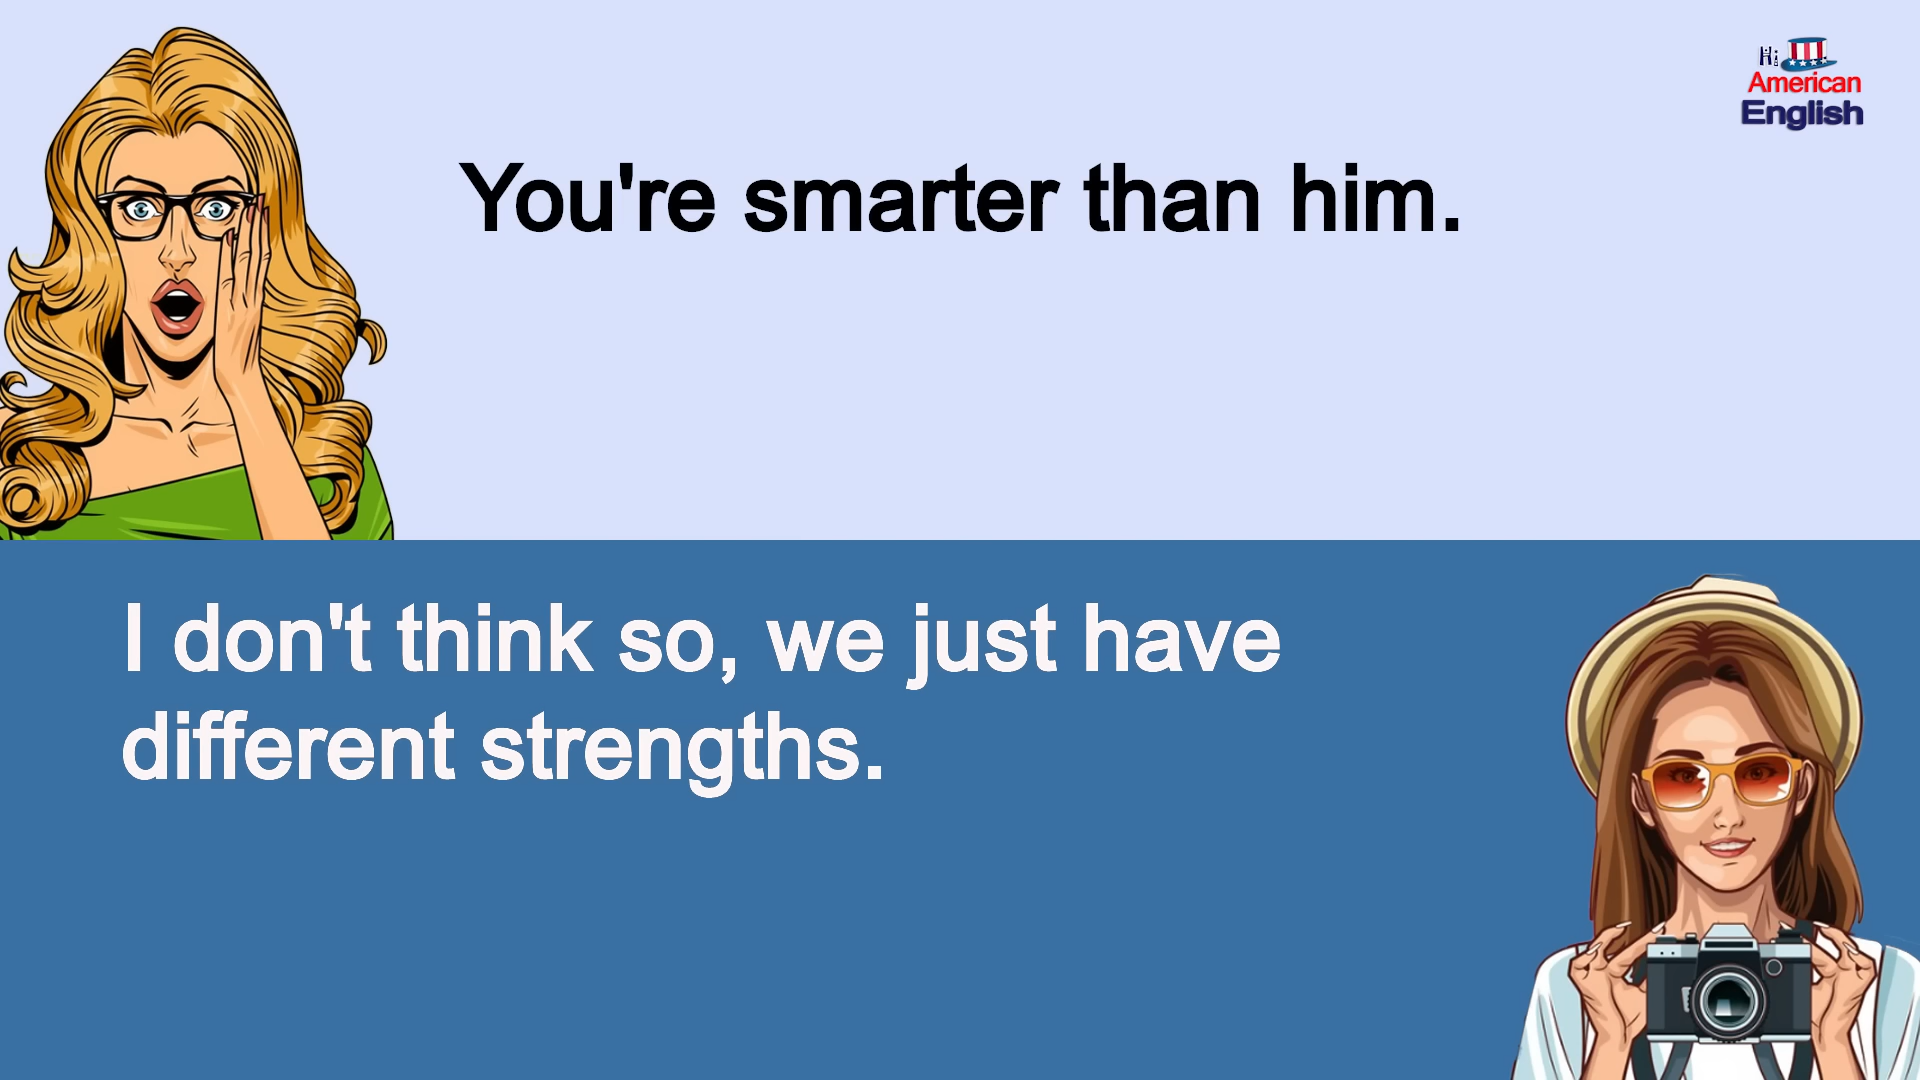 Hi
American
English
You're smarter than him.
I don't think so, we just have
different strengths.